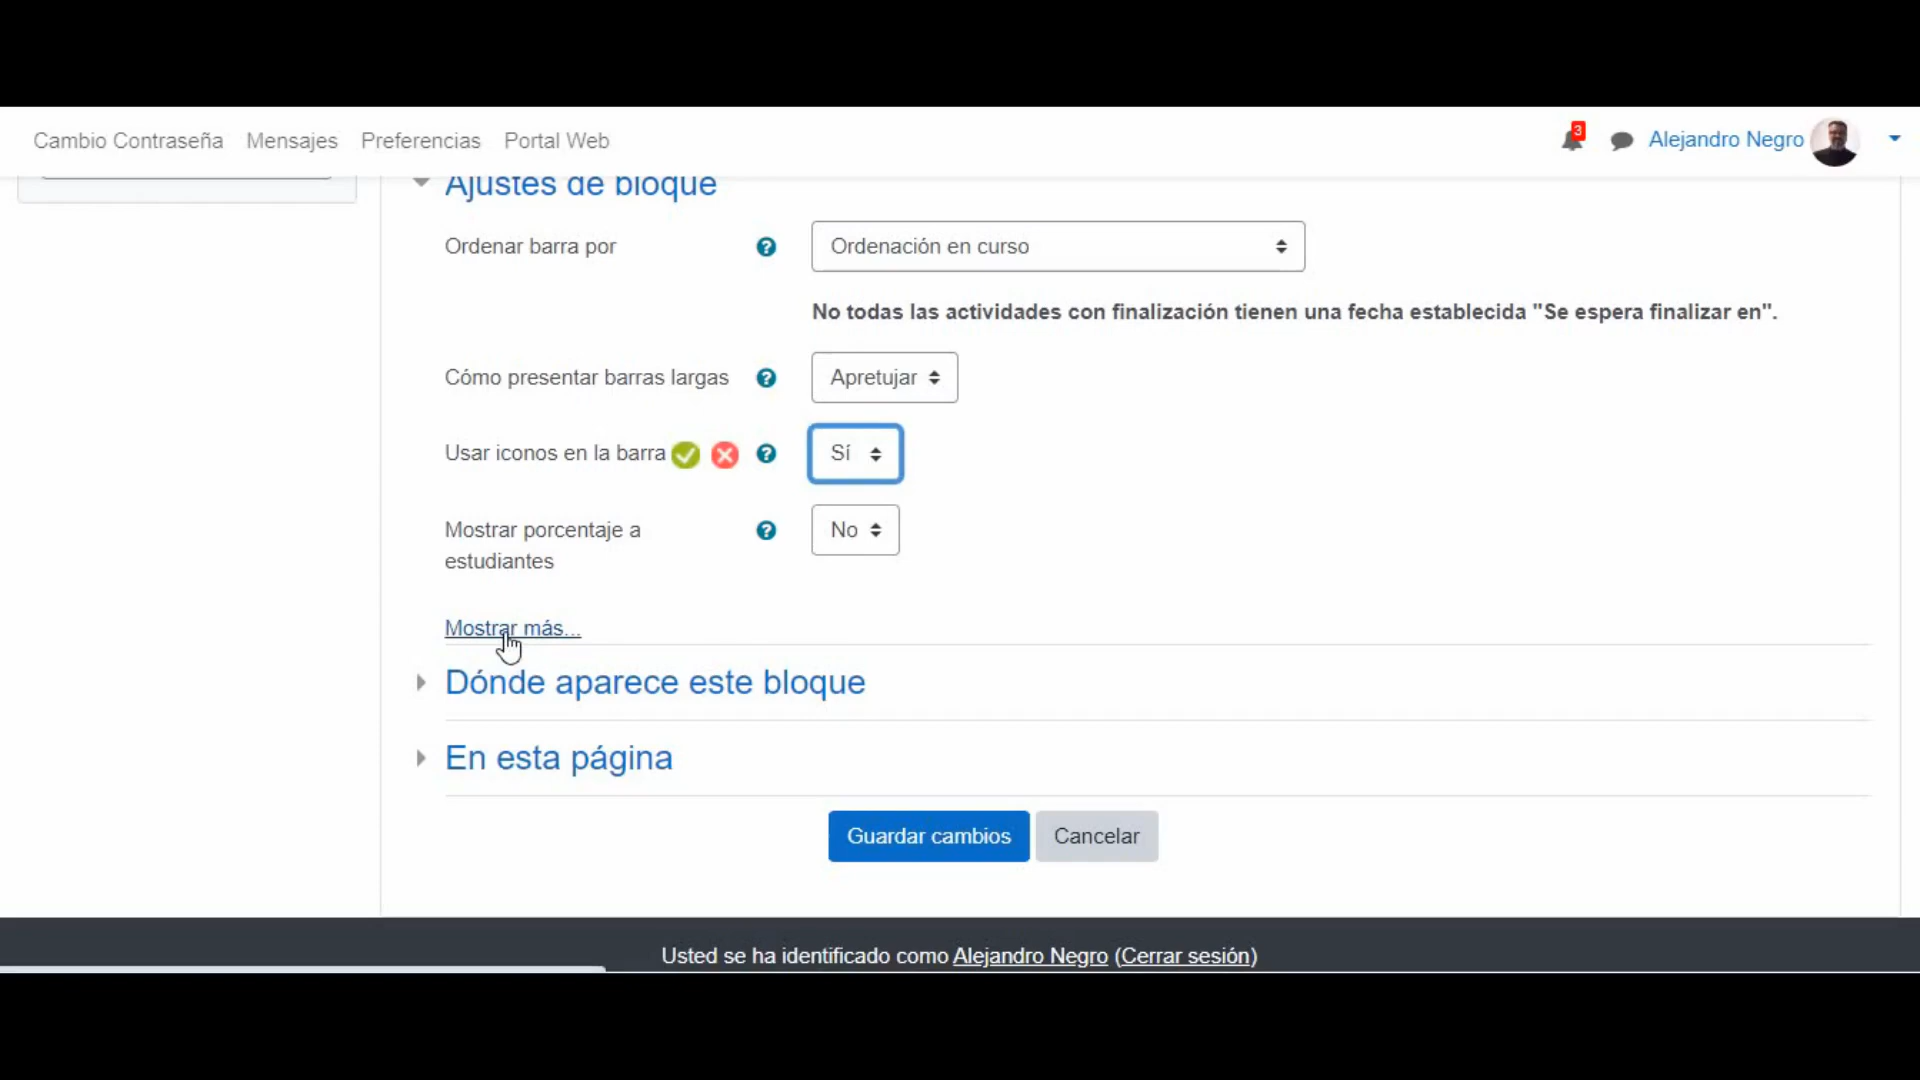 Cambio Contraseña Mensajes Preferencias Portal Web
3 Alejandro Negro
Ajustes de bloque
Ordenar barra por Ordenación en curso
No todas las actividades con finalización tienen una fecha establecida "Se espera finalizar en".
Cómo presentar barras largas Apretujar
Usar iconos en la barra Sí
Mostrar porcentaje a No
estudiantes
Mostrar más...
Dónde aparece este bloque
En esta página
Guardar cambios Cancelar
Usted se ha identificado como Alejandro Negro (Cerrar sesión)